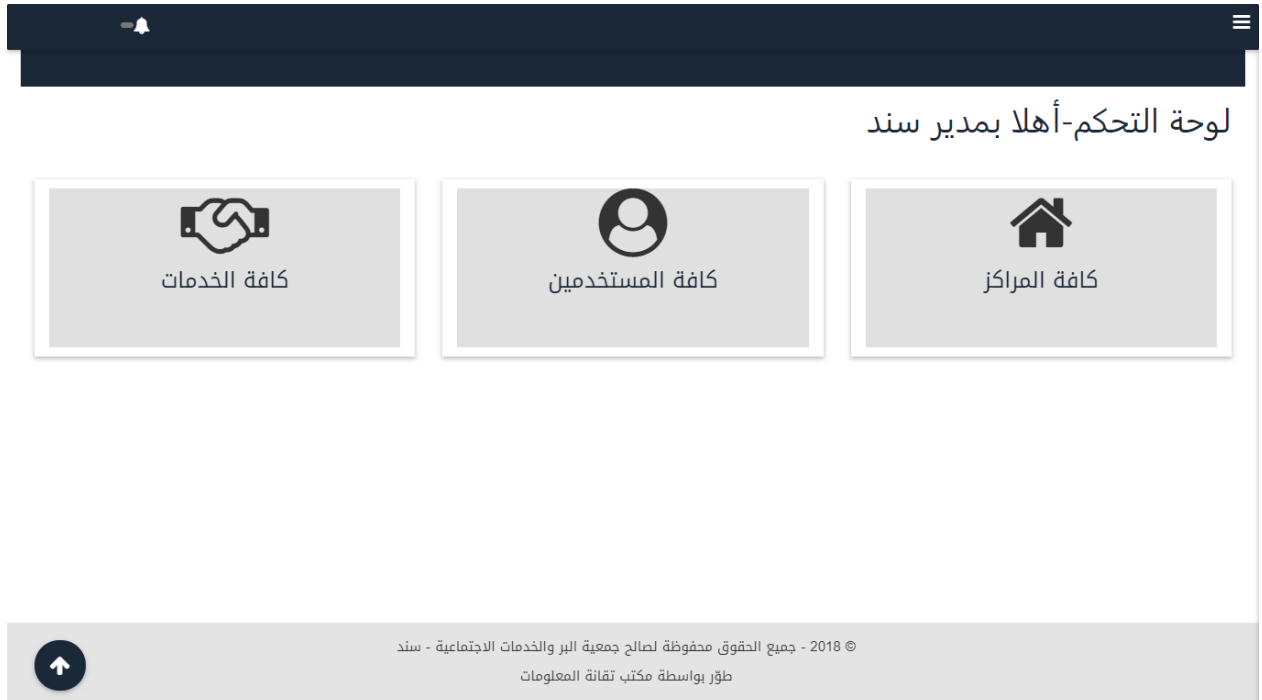 لوحة التحكم-أهلا بمدير سند
كافة المراكز
كافة المستخدمين
كافة الخدمات
© 2018 - جميع الحقوق محفوظة لصالح جمعية البر والخدمات الاجتماعية - سند
طوّر بواسطة مكتب تقانة المعلومات